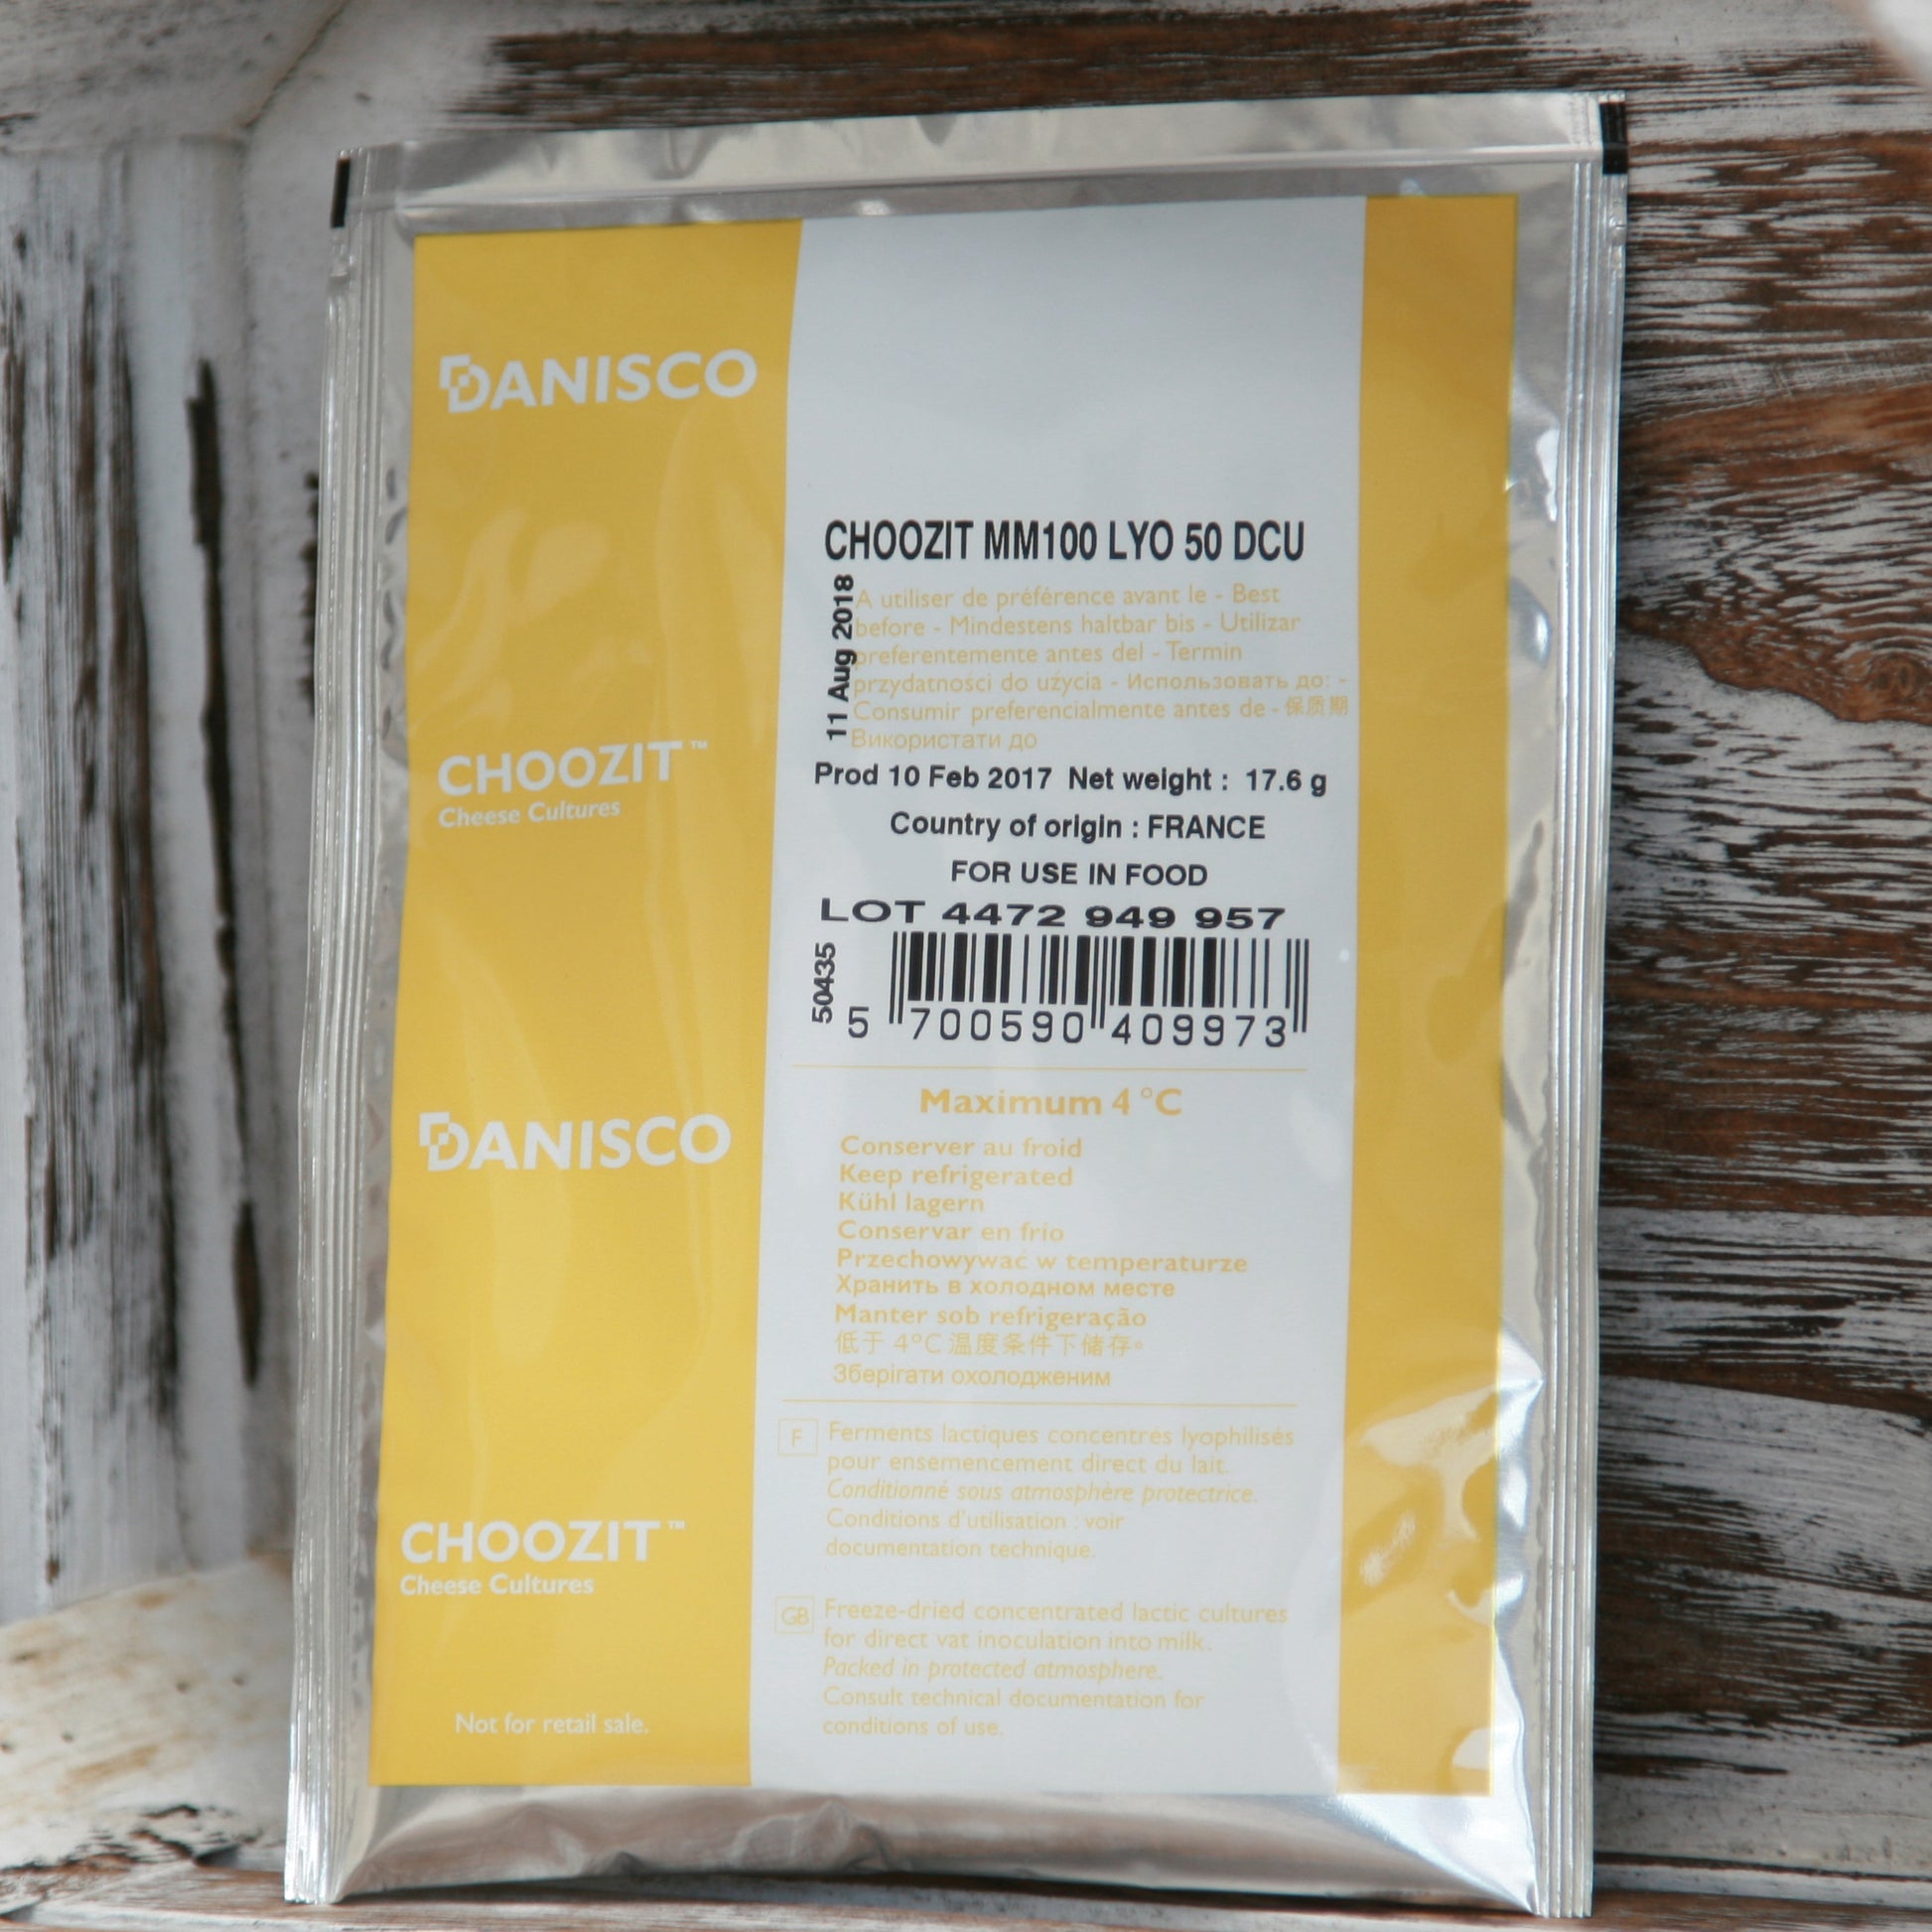 DANISCO
CHOOZIT™
Cheese Cultures
DANISCO
CHOOZIT™
Cheese Cultures
Not for retail sale.
CHOOZIT MM100 LYO 50 DCU
11 Aug 2018
A utiliser de préférence avant le - Best
before - Mindestens haltbar bis - Utilizar
preferentemente antes del - Termin
przydatności do użycia - Использовать до: -
Consumir preferencialmente antes de - 保质期
Використати до
Prod 10 Feb 2017 Net weight : 17.6 g
Country of origin : FRANCE
FOR USE IN FOOD
LOT 4472 949 957
50435
5 700590 409973
Maximum 4 °C
Conserver au froid
Keep refrigerated
Kühl lagern
Conservar en frio
Przechowywać w temperaturze
Хранить в холодном месте
Manter sob refrigeração
低于 4°C 温度条件下储存。
Зберігати охолодженим
F
Ferments lactiques concentrés lyophilisés
pour ensemencement direct du lait.
Conditionné sous atmosphère protectrice.
Conditions d'utilisation : voir
documentation technique.
GB
Freeze-dried concentrated lactic cultures
for direct vat inoculation into milk.
Packed in protected atmosphere.
Consult technical documentation for
conditions of use.